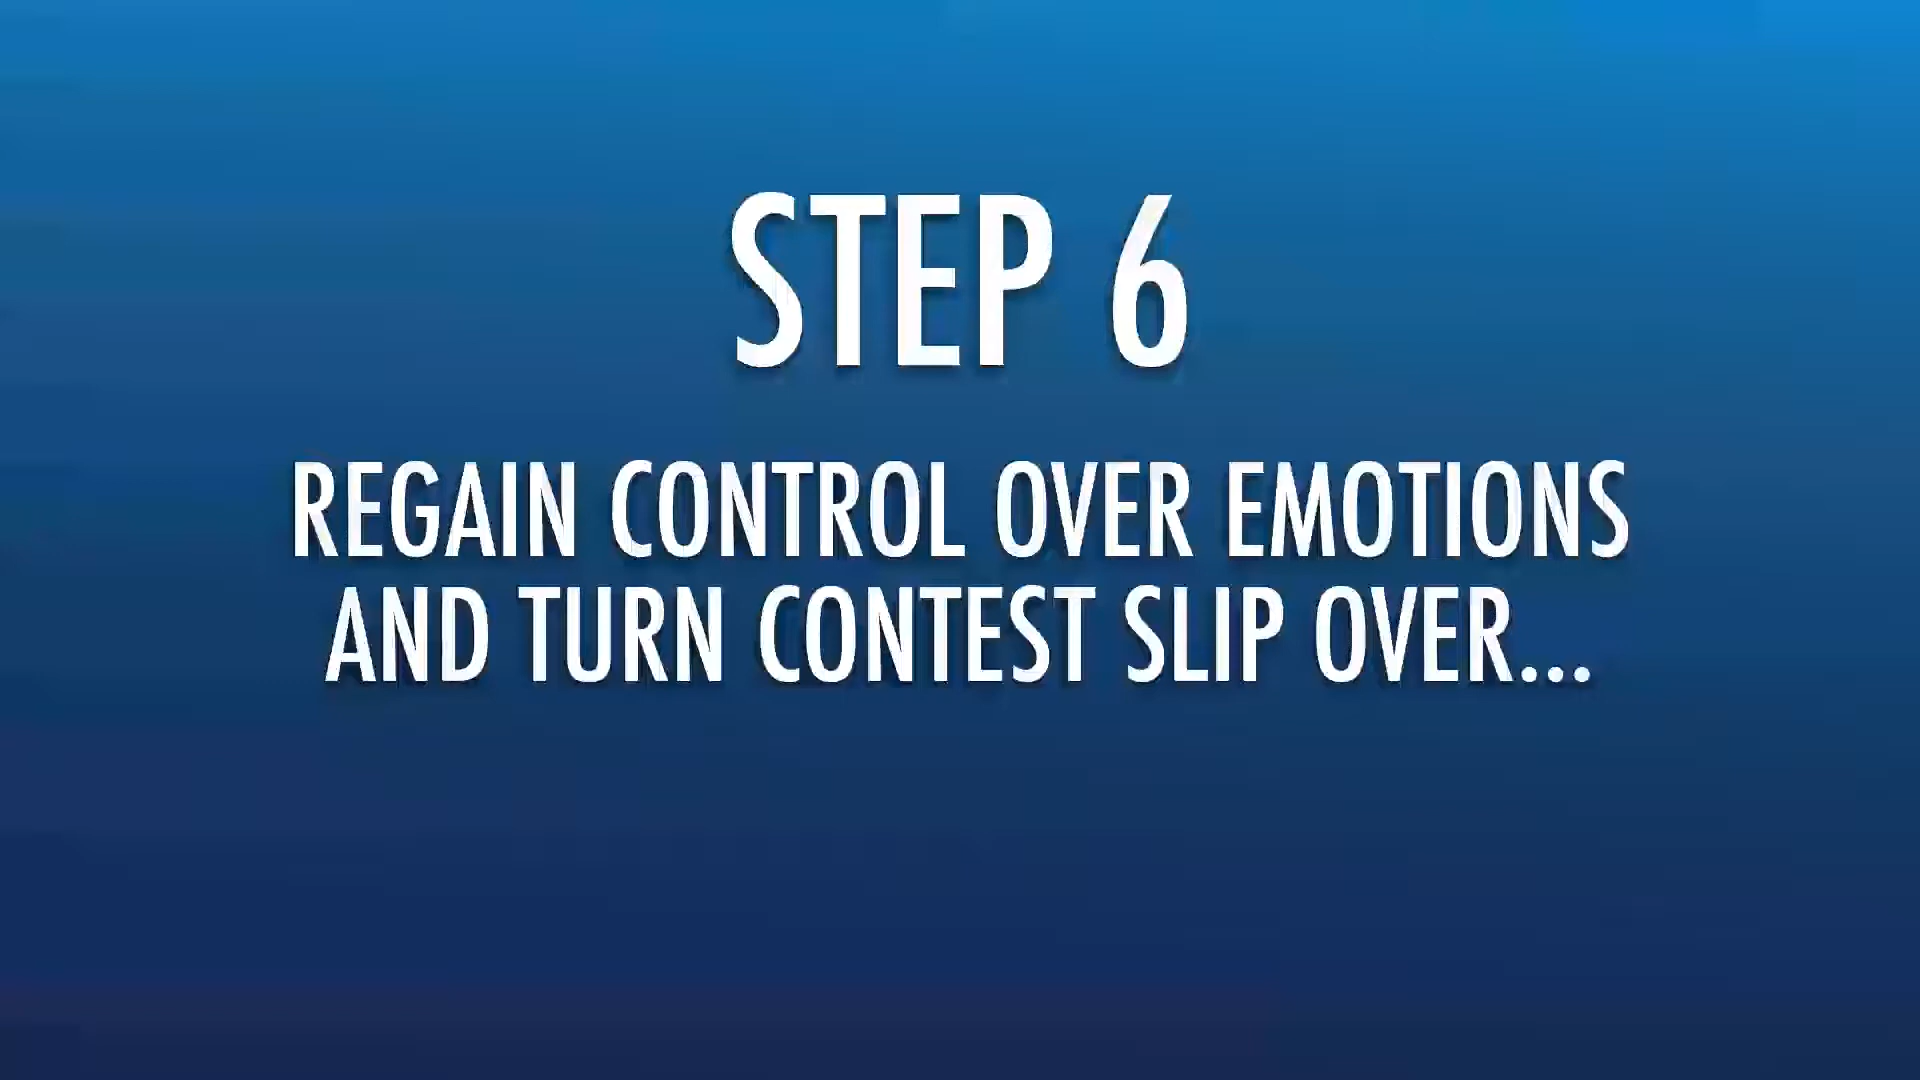 STEP 6
REGAIN CONTROL OVER EMOTIONS
AND TURN CONTEST SLIP OVER...